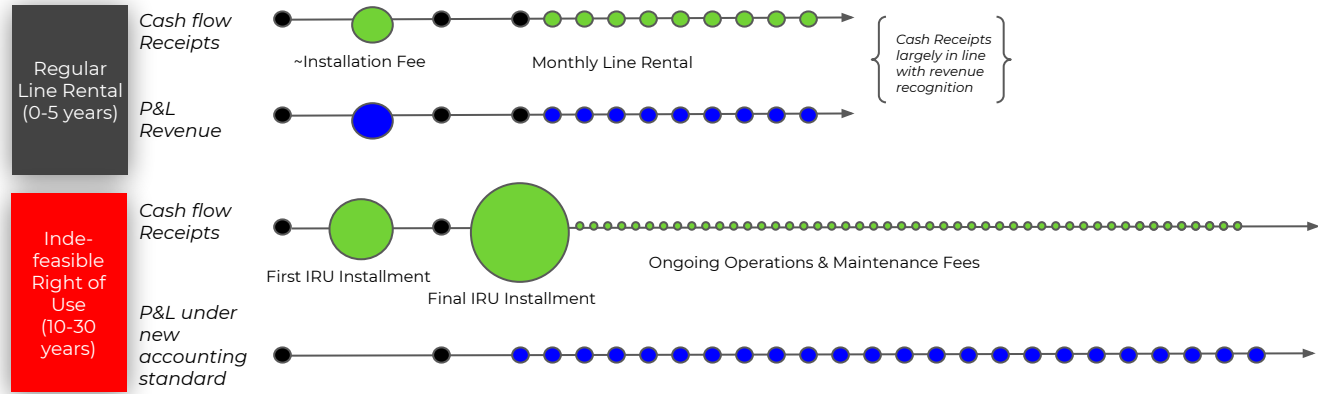 Regular
Line Rental
(0-5 years)
Cash flow
Receipts
~Installation Fee
Monthly Line Rental
Cash Receipts
largely in line
with revenue
recognition
P&L
Revenue
Inde-
feasible
Right of
Use
(10-30
years)
Cash flow
Receipts
First IRU Installment
Final IRU Installment
Ongoing Operations & Maintenance Fees
P&L under
new
accounting
standard